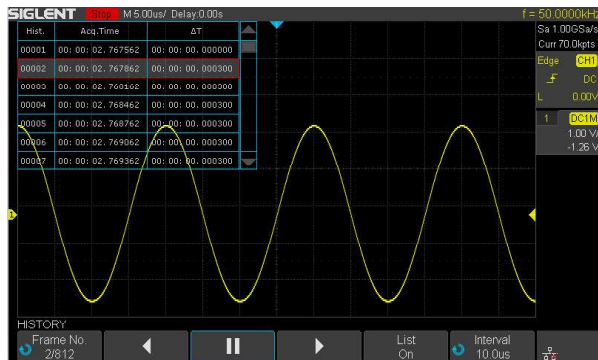 SIGLENT Stop M 5.00us/ Delay:0.00s f = 50.0000kHz
Sa 1.00GSa/s
Curr 70.0kpts
Edge CH1
DC
L 0.00V
1 DC1M
1.00 V/
-1.26 V
Hist. Acq.Time ΔT
00001 00: 00: 02. 767562 00: 00: 00. 000000
00002 00: 00: 02. 767862 00: 00: 00. 000300
00003 00: 00: 02. 768162 00: 00: 00. 000300
00004 00: 00: 02. 768462 00: 00: 00. 000300
00005 00: 00: 02. 768762 00: 00: 00. 000300
00006 00: 00: 02. 769062 00: 00: 00. 000300
00007 00: 00: 02. 769362 00: 00: 00. 000300
1
HISTORY
Frame No.
2/812
List
On
Interval
10.0us